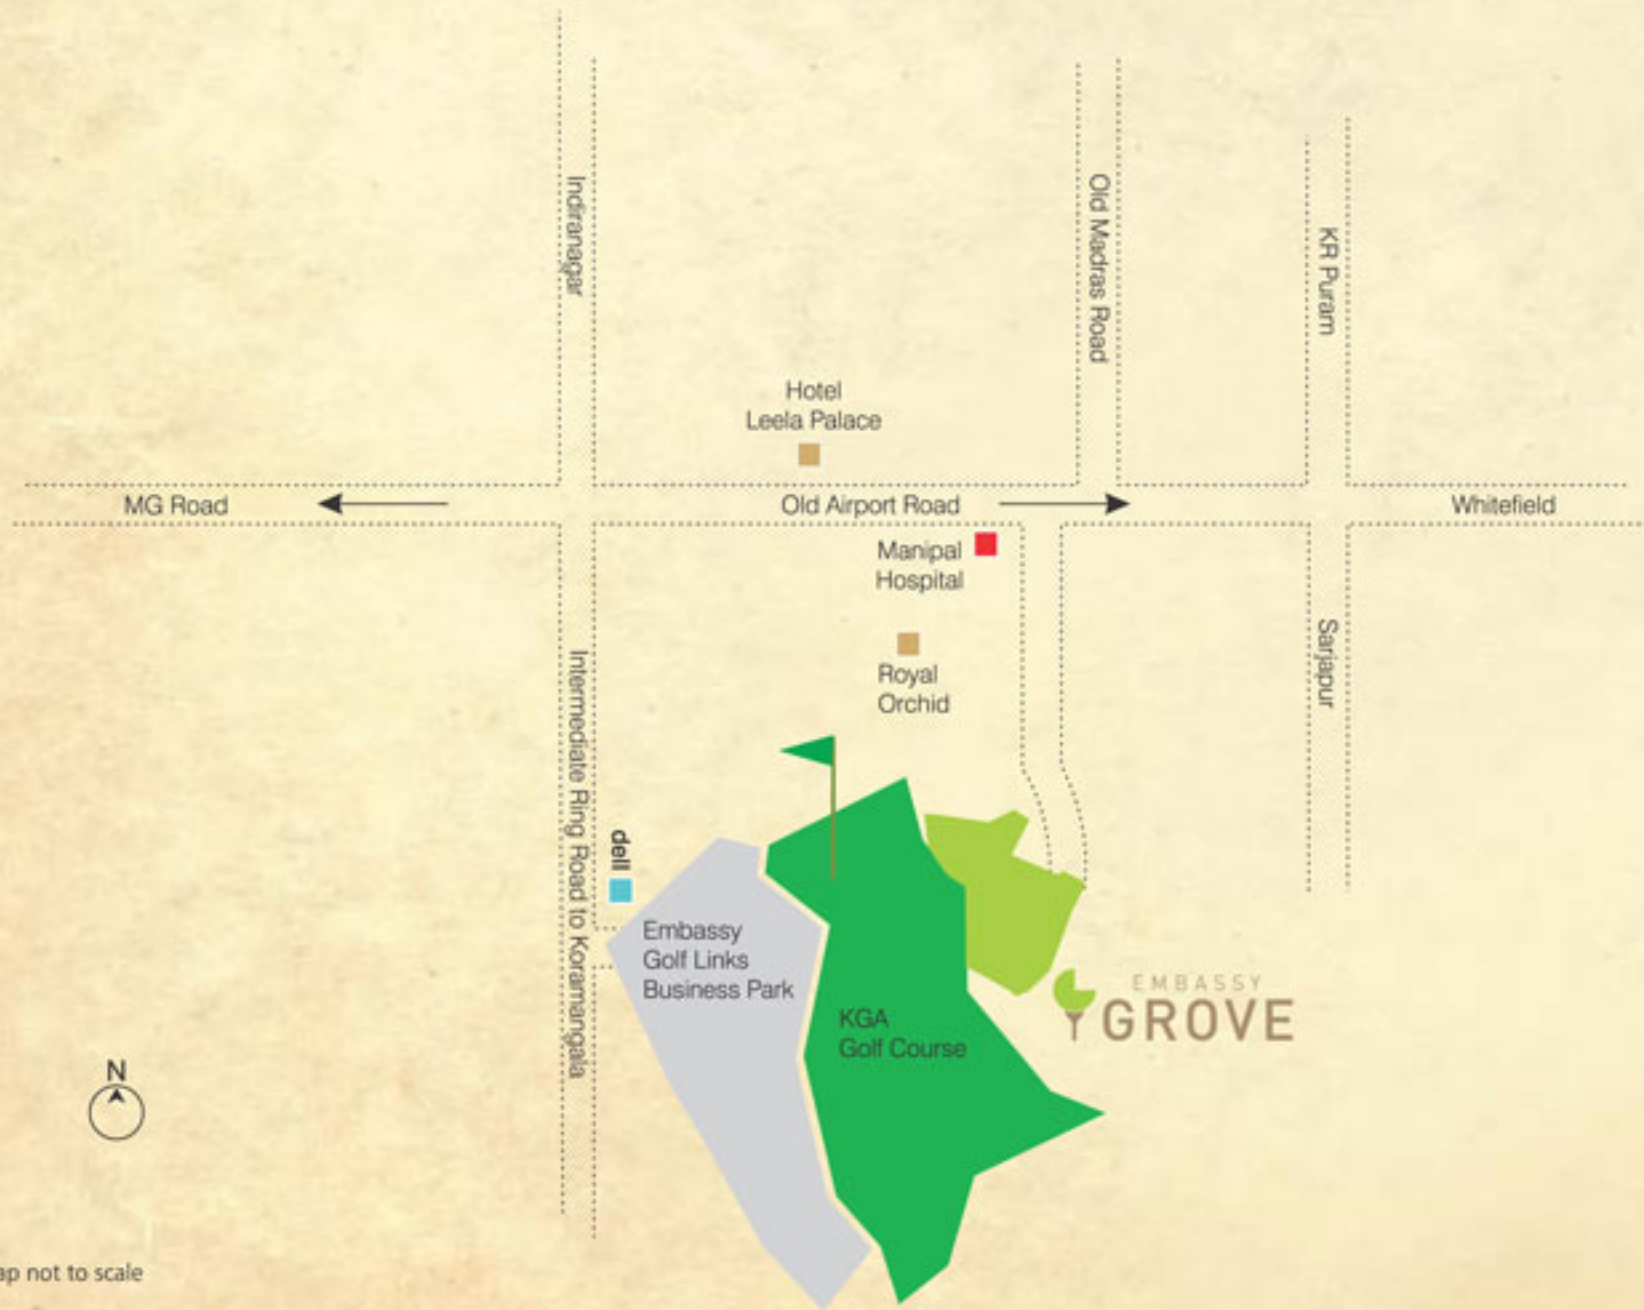 Indiranagar
Old Madras Road
KR Puram
Hotel
Leela Palace
MG Road
Old Airport Road
Whitefield
Manipal
Hospital
Royal
Orchid
Sarjapur
Intermediate Ring Road to Koramangala
dell
Embassy
Golf Links
Business Park
KGA
Golf Course
EMBASSY
GROVE
N
ap not to scale